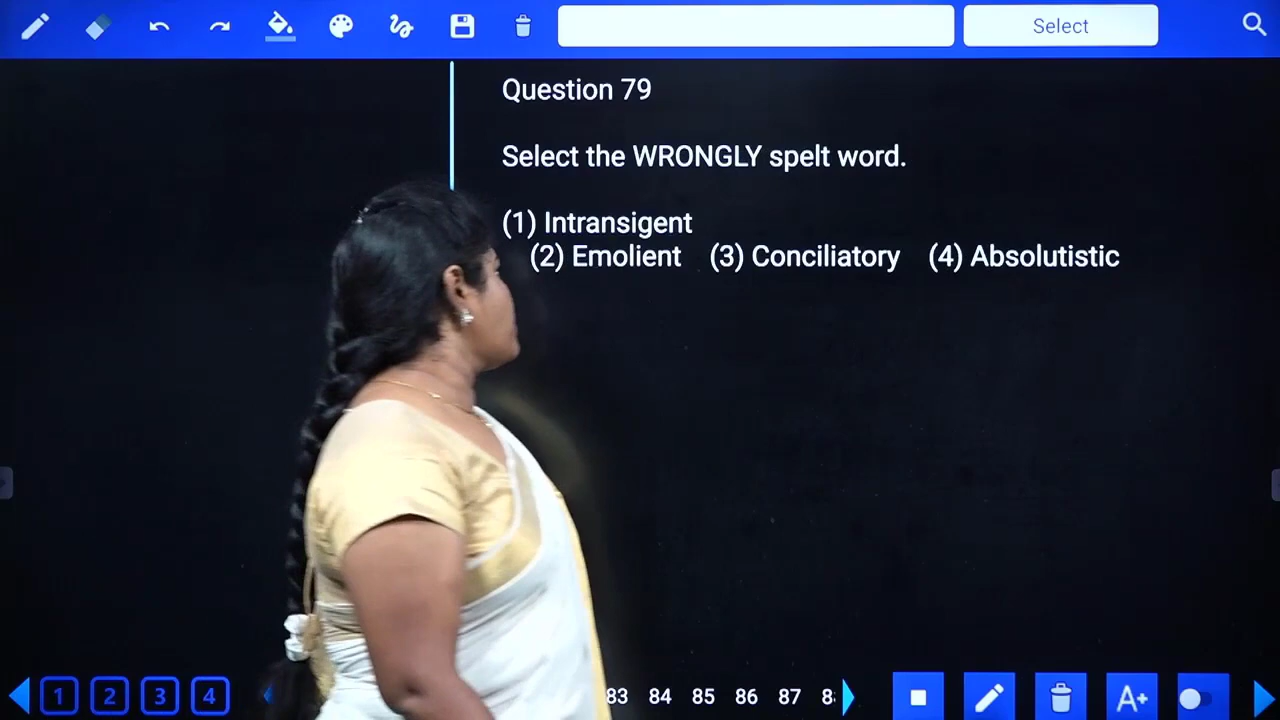 Select
Question 79
Select the WRONGLY spelt word.
(1) Intransigent
(2) Emolient (3) Conciliatory (4) Absolutistic
1 2 3 4 83 84 85 86 87 8 A+